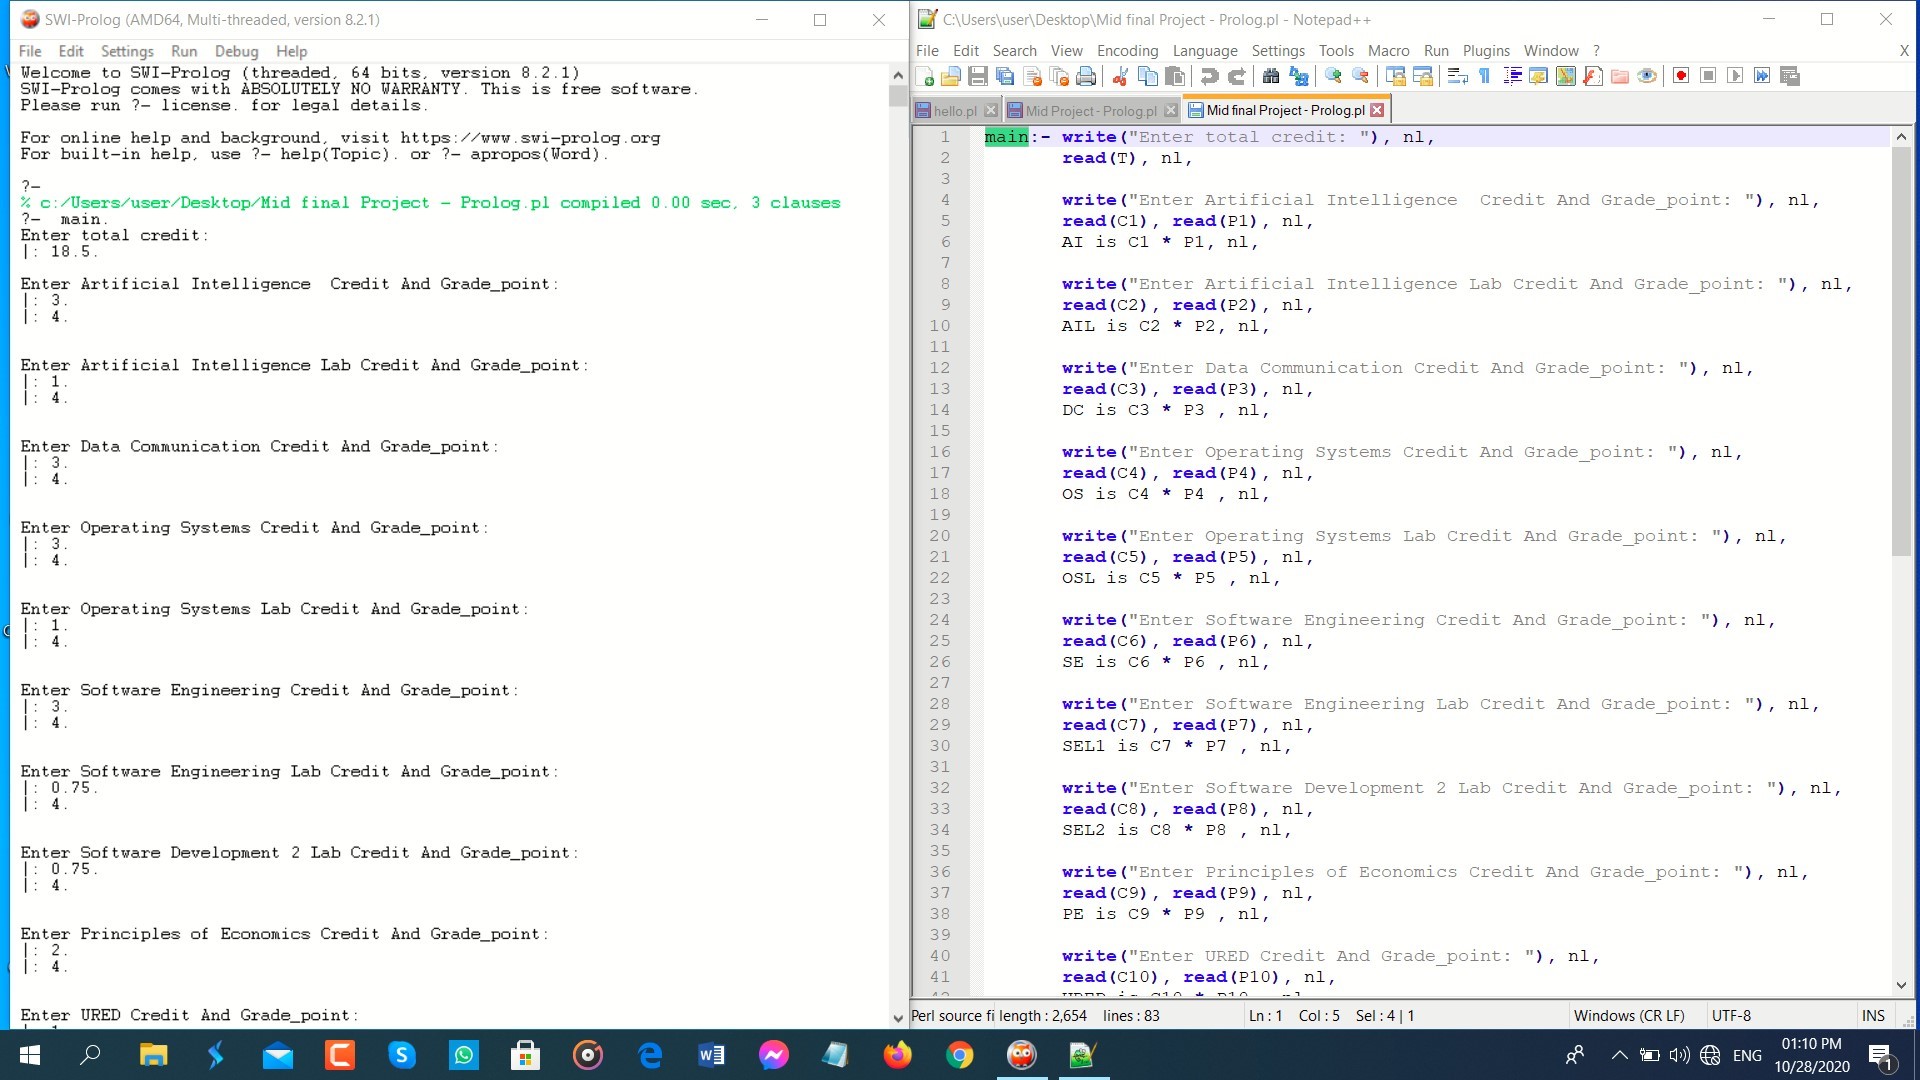 SWI-Prolog (AMD64, Multi-threaded, version 8.2.1)
File Edit Settings Run Debug Help
Welcome to SWI-Prolog (threaded, 64 bits, version 8.2.1)
SWI-Prolog comes with ABSOLUTELY NO WARRANTY. This is free software.
Please run ?- license. for legal details.
For online help and background, visit https://www.swi-prolog.org
For built-in help, use ?- help(Topic). or ?- apropos(Word).
?-
% c:/Users/user/Desktop/Mid final Project - Prolog.pl compiled 0.00 sec, 3 clauses
?-  main.
Enter total credit:
|: 18.5.
Enter Artificial Intelligence  Credit And Grade_point:
|: 3.
|: 4.
Enter Artificial Intelligence Lab Credit And Grade_point:
|: 1.
|: 4.
Enter Data Communication Credit And Grade_point:
|: 3.
|: 4.
Enter Operating Systems Credit And Grade_point:
|: 3.
|: 4.
Enter Operating Systems Lab Credit And Grade_point:
|: 1.
|: 4.
Enter Software Engineering Credit And Grade_point:
|: 3.
|: 4.
Enter Software Engineering Lab Credit And Grade_point:
|: 0.75.
|: 4.
Enter Software Development 2 Lab Credit And Grade_point:
|: 0.75.
|: 4.
Enter Principles of Economics Credit And Grade_point:
|: 2.
|: 4.
Enter URED Credit And Grade_point:
C:\Users\user\Desktop\Mid final Project - Prolog.pl - Notepad++
File Edit Search View Encoding Language Settings Tools Macro Run Plugins Window ? X
hello.pl Mid Project - Prolog.pl Mid final Project - Prolog.pl
1 main:- write("Enter total credit: "), nl,
2 read(T), nl,
3
4 write("Enter Artificial Intelligence  Credit And Grade_point: "), nl,
5 read(C1), read(P1), nl,
6 AI is C1 * P1, nl,
7
8 write("Enter Artificial Intelligence Lab Credit And Grade_point: "), nl,
9 read(C2), read(P2), nl,
10 AIL is C2 * P2, nl,
11
12 write("Enter Data Communication Credit And Grade_point: "), nl,
13 read(C3), read(P3), nl,
14 DC is C3 * P3 , nl,
15
16 write("Enter Operating Systems Credit And Grade_point: "), nl,
17 read(C4), read(P4), nl,
18 OS is C4 * P4 , nl,
19
20 write("Enter Operating Systems Lab Credit And Grade_point: "), nl,
21 read(C5), read(P5), nl,
22 OSL is C5 * P5 , nl,
23
24 write("Enter Software Engineering Credit And Grade_point: "), nl,
25 read(C6), read(P6), nl,
26 SE is C6 * P6 , nl,
27
28 write("Enter Software Engineering Lab Credit And Grade_point: "), nl,
29 read(C7), read(P7), nl,
30 SEL1 is C7 * P7 , nl,
31
32 write("Enter Software Development 2 Lab Credit And Grade_point: "), nl,
33 read(C8), read(P8), nl,
34 SEL2 is C8 * P8 , nl,
35
36 write("Enter Principles of Economics Credit And Grade_point: "), nl,
37 read(C9), read(P9), nl,
38 PE is C9 * P9 , nl,
39
40 write("Enter URED Credit And Grade_point: "), nl,
41 read(C10), read(P10), nl,
Perl source fi length : 2,654 lines : 83 Ln : 1 Col : 5 Sel : 4 | 1 Windows (CR LF) UTF-8 INS
ENG 01:10 PM
10/28/2020 1